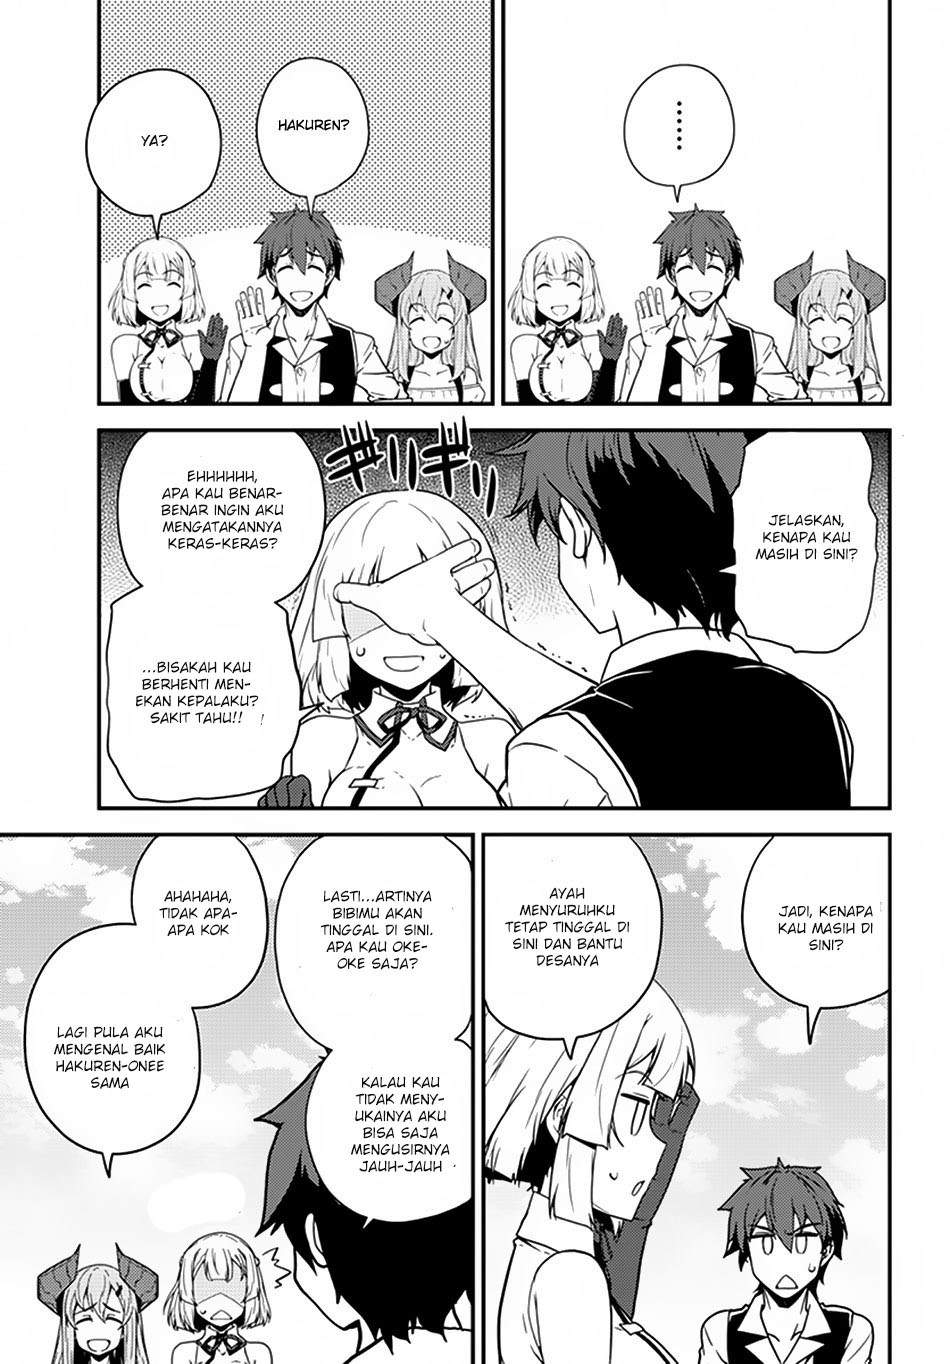 ......
HAKUREN?
YA?
JELASKAN,
KENAPA KAU
MASIH DI SINI?
ギリギリ
EHHHHHH,
APA KAU BENAR-
BENAR INGIN AKU
MENGATAKANNYA
KERAS-KERAS?
...BISAKAH KAU
BERHENTI MEN-
EKAN KEPALAKU?
SAKIT TAHU!!
JADI, KENAPA
KAU MASIH DI
SINI?
AYAH
MENYURUHKU
TETAP TINGGAL DI
SINI DAN BANTU
DESANYA
LASTI...ARTINYA
BIBIMU AKAN
TINGGAL DI SINI.
APA KAU OKE-
OKE SAJA?
KALAU KAU
TIDAK MENY-
UKAINYA AKU
BISA SAJA
MENGUSIRNYA
JAUH-JAUH
AHAHAHA,
TIDAK APA-
APA KOK
LAGI PULA AKU
MENGENAL BAIK
HAKUREN-ONEE
SAMA